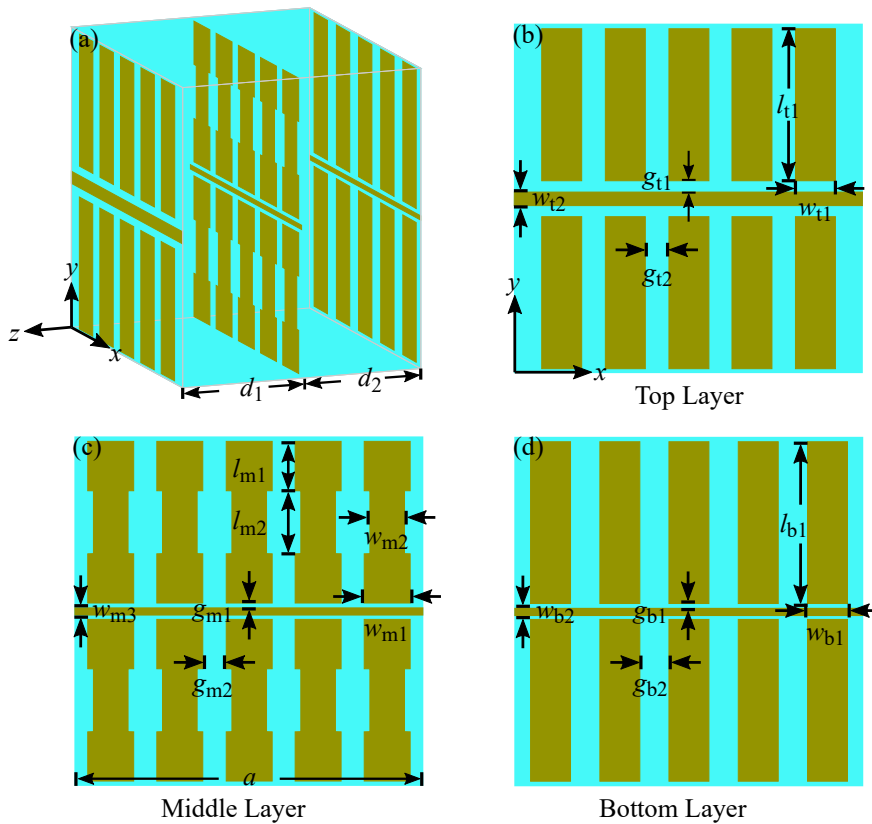 (a)
y
z
x
d1
d2
(b)
lt1
gt1
wt2
wt1
gt2
y
x
Top Layer
(c)
lm1
lm2
wm2
wm3
gm1
wm1
gm2
a
Middle Layer
(d)
lb1
wb2
gb1
wb1
gb2
Bottom Layer